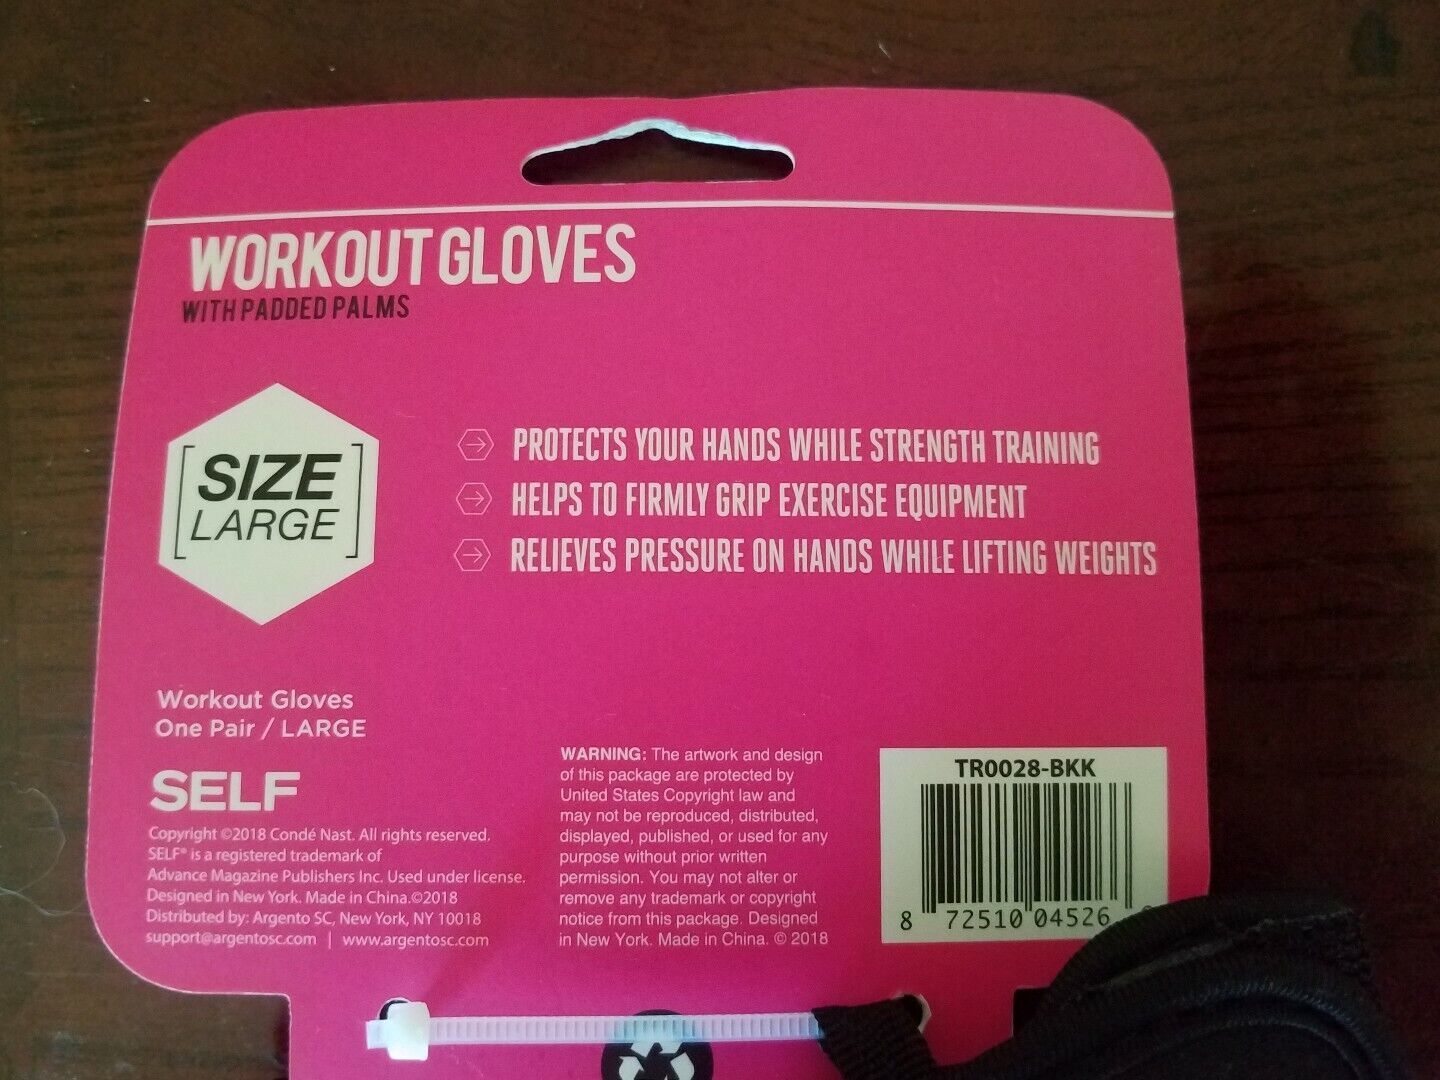 WORKOUT GLOVES
WITH PADDED PALMS
SIZE
LARGE
PROTECTS YOUR HANDS WHILE STRENGTH TRAINING
HELPS TO FIRMLY GRIP EXERCISE EQUIPMENT
RELIEVES PRESSURE ON HANDS WHILE LIFTING WEIGHTS
Workout Gloves
One Pair / LARGE
SELF
Copyright ©2018 Condé Nast. All rights reserved.
SELF® is a registered trademark of
Advance Magazine Publishers Inc. Used under license.
Designed in New York. Made in China.©2018
Distributed by: Argento SC, New York, NY 10018
support@argentosc.com | www.argentosc.com
WARNING: The artwork and design
of this package are protected by
United States Copyright law and
may not be reproduced, distributed,
displayed, published, or used for any
purpose without prior written
permission. You may not alter or
remove any trademark or copyright
notice from this package. Designed
in New York. Made in China. © 2018
TR0028-BKK
8 72510 04526